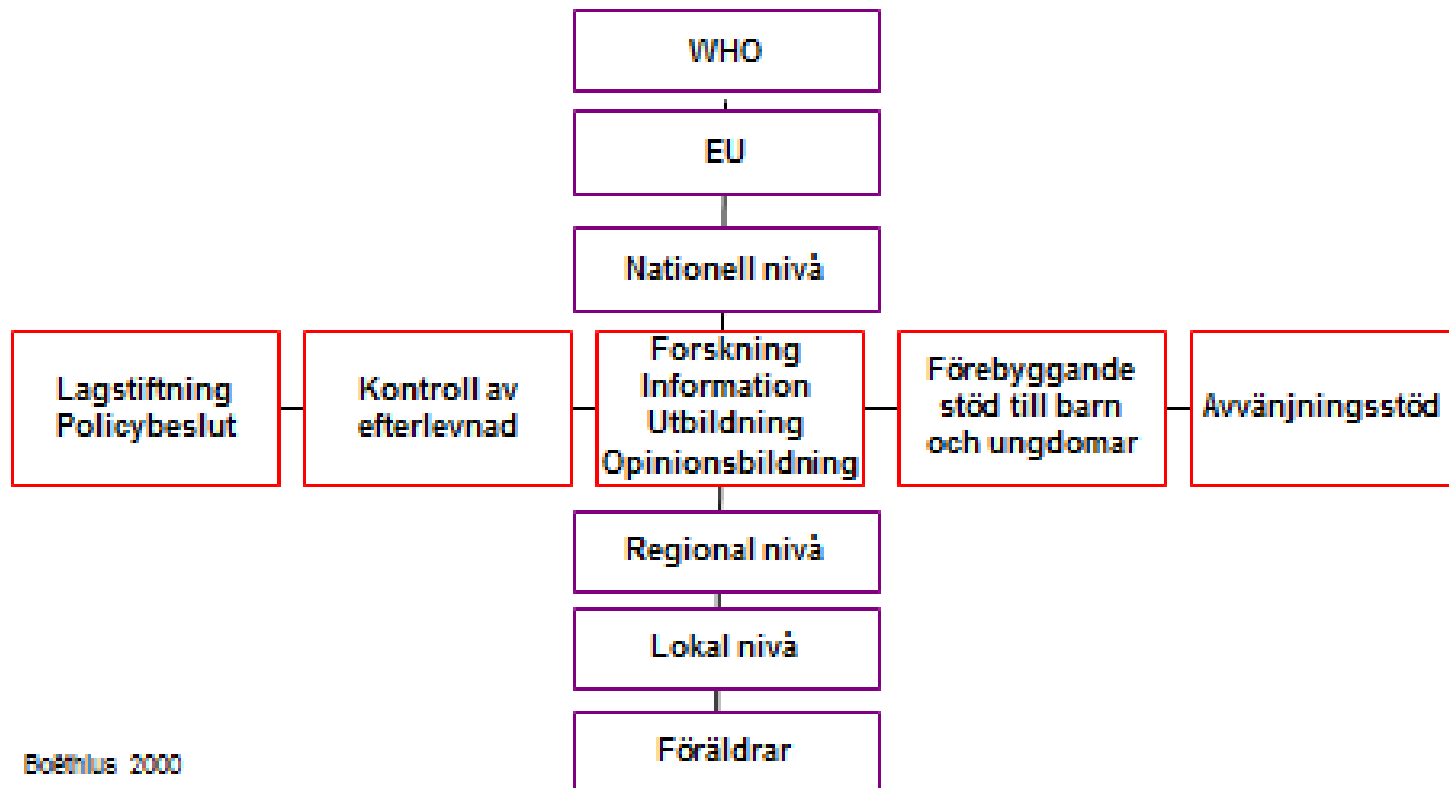 WHO
EU
Nationell nivå
Lagstiftning
Policybeslut
Kontroll av
efterlevnad
Forskning
Information
Utbildning
Opinionsbildning
Förebyggande
stöd till barn
och ungdomar
Avvänjningsstöd
Regional nivå
Lokal nivå
Föräldrar
Boëthius 2000